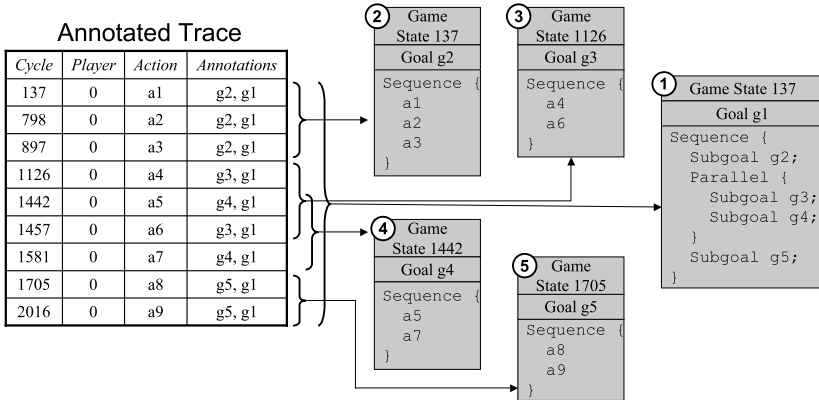 Annotated Trace
Cycle Player Action Annotations
137 0 a1 g2, g1
798 0 a2 g2, g1
897 0 a3 g2, g1
1126 0 a4 g3, g1
1442 0 a5 g4, g1
1457 0 a6 g3, g1
1581 0 a7 g4, g1
1705 0 a8 g5, g1
2016 0 a9 g5, g1
2
Game
State 137
Goal g2
Sequence {
a1
a2
a3
}
3
Game
State 1126
Goal g3
Sequence {
a4
a6
}
1
Game State 137
Goal g1
Sequence {
Subgoal g2;
Parallel {
Subgoal g3;
Subgoal g4;
}
Subgoal g5;
}
4
Game
State 1442
Goal g4
Sequence {
a5
a7
}
5
Game
State 1705
Goal g5
Sequence {
a8
a9
}